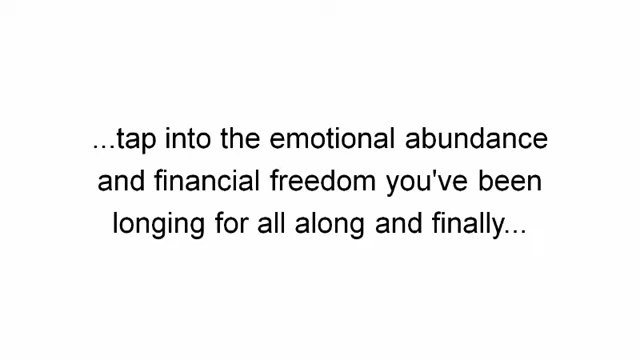 ...tap into the emotional abundance
and financial freedom you've been
longing for all along and finally...